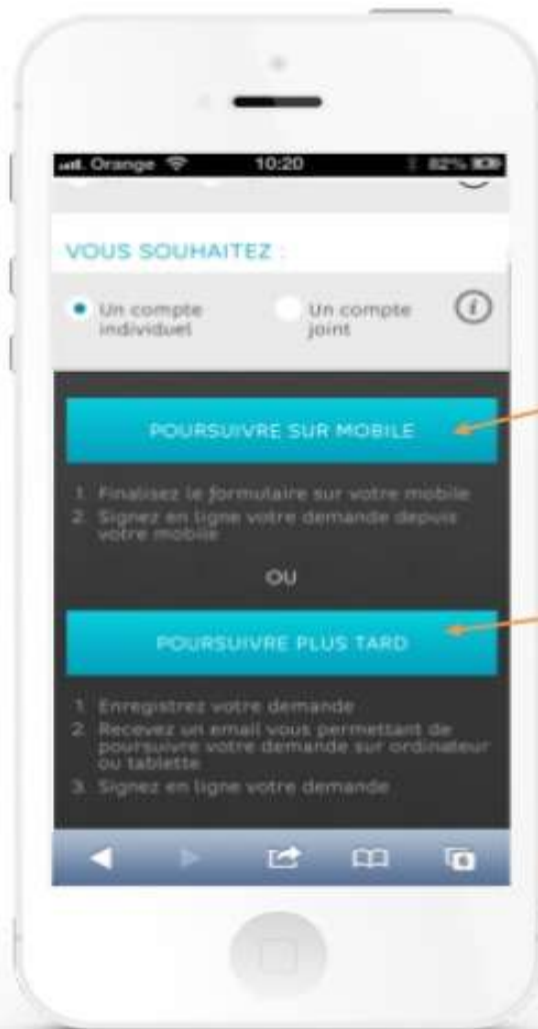 Orange 10:20 82%
VOUS SOUHAITEZ :
Un compte individuel
Un compte joint
i
POURSUIVRE SUR MOBILE
1. Finalisez le formulaire sur votre mobile
2. Signez en ligne votre demande depuis
votre mobile
OU
POURSUIVRE PLUS TARD
1. Enregistrez votre demande
2. Recevez un email vous permettant de
poursuivre votre demande sur ordinateur
ou tablette
3. Signez en ligne votre demande